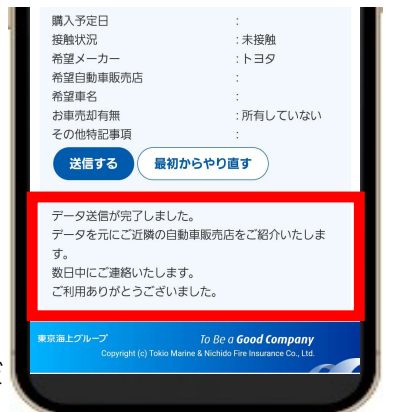 購入予定日 :
接触状況 : 未接触
希望メーカー : トヨタ
希望自動車販売店 :
希望車名 :
お車売却有無 : 所有していない
その他特記事項 :
送信する 最初からやり直す
データ送信が完了しました。
データを元にご近隣の自動車販売店をご紹介いたしま
す。
数日中にご連絡いたします。
ご利用ありがとうございました。
東京海上グループ To Be a Good Company
Copyright (c) Tokio Marine & Nichido Fire Insurance Co., Ltd.